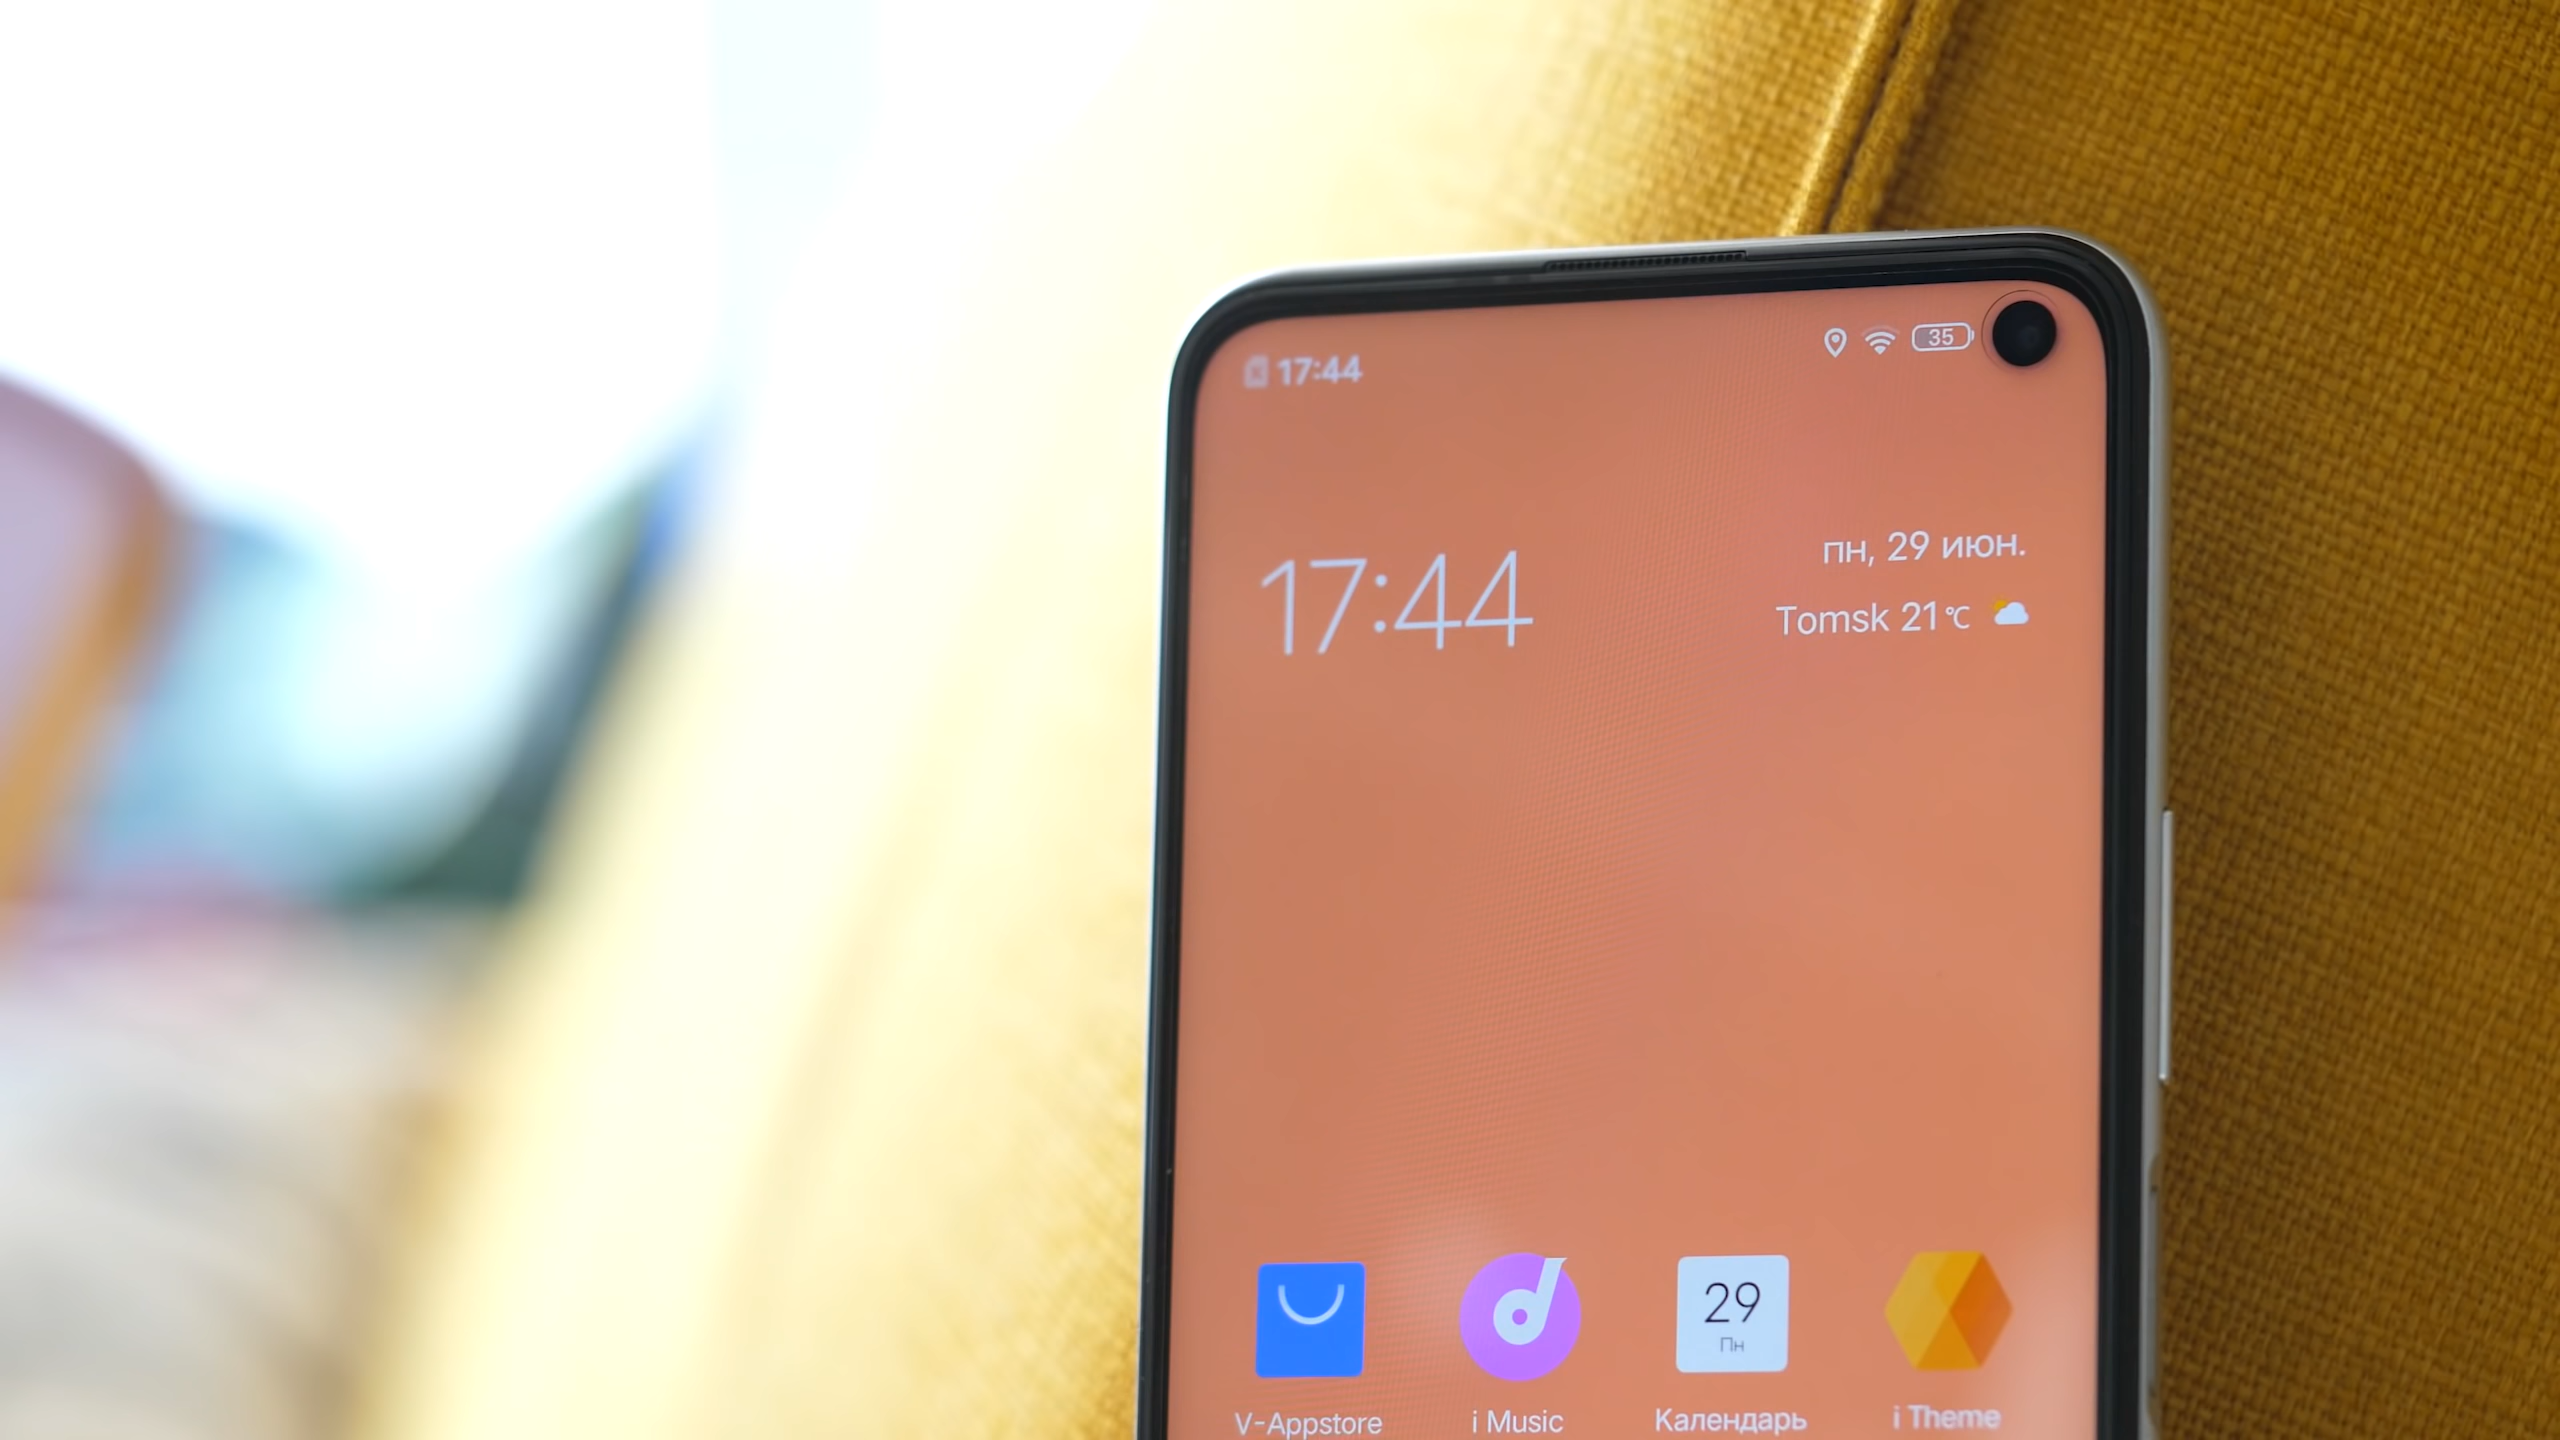 17:44
35
17:44
пн, 29 июн.
Tomsk 21°C
29
Пн
V-Appstore
i Music
Календарь
i Theme